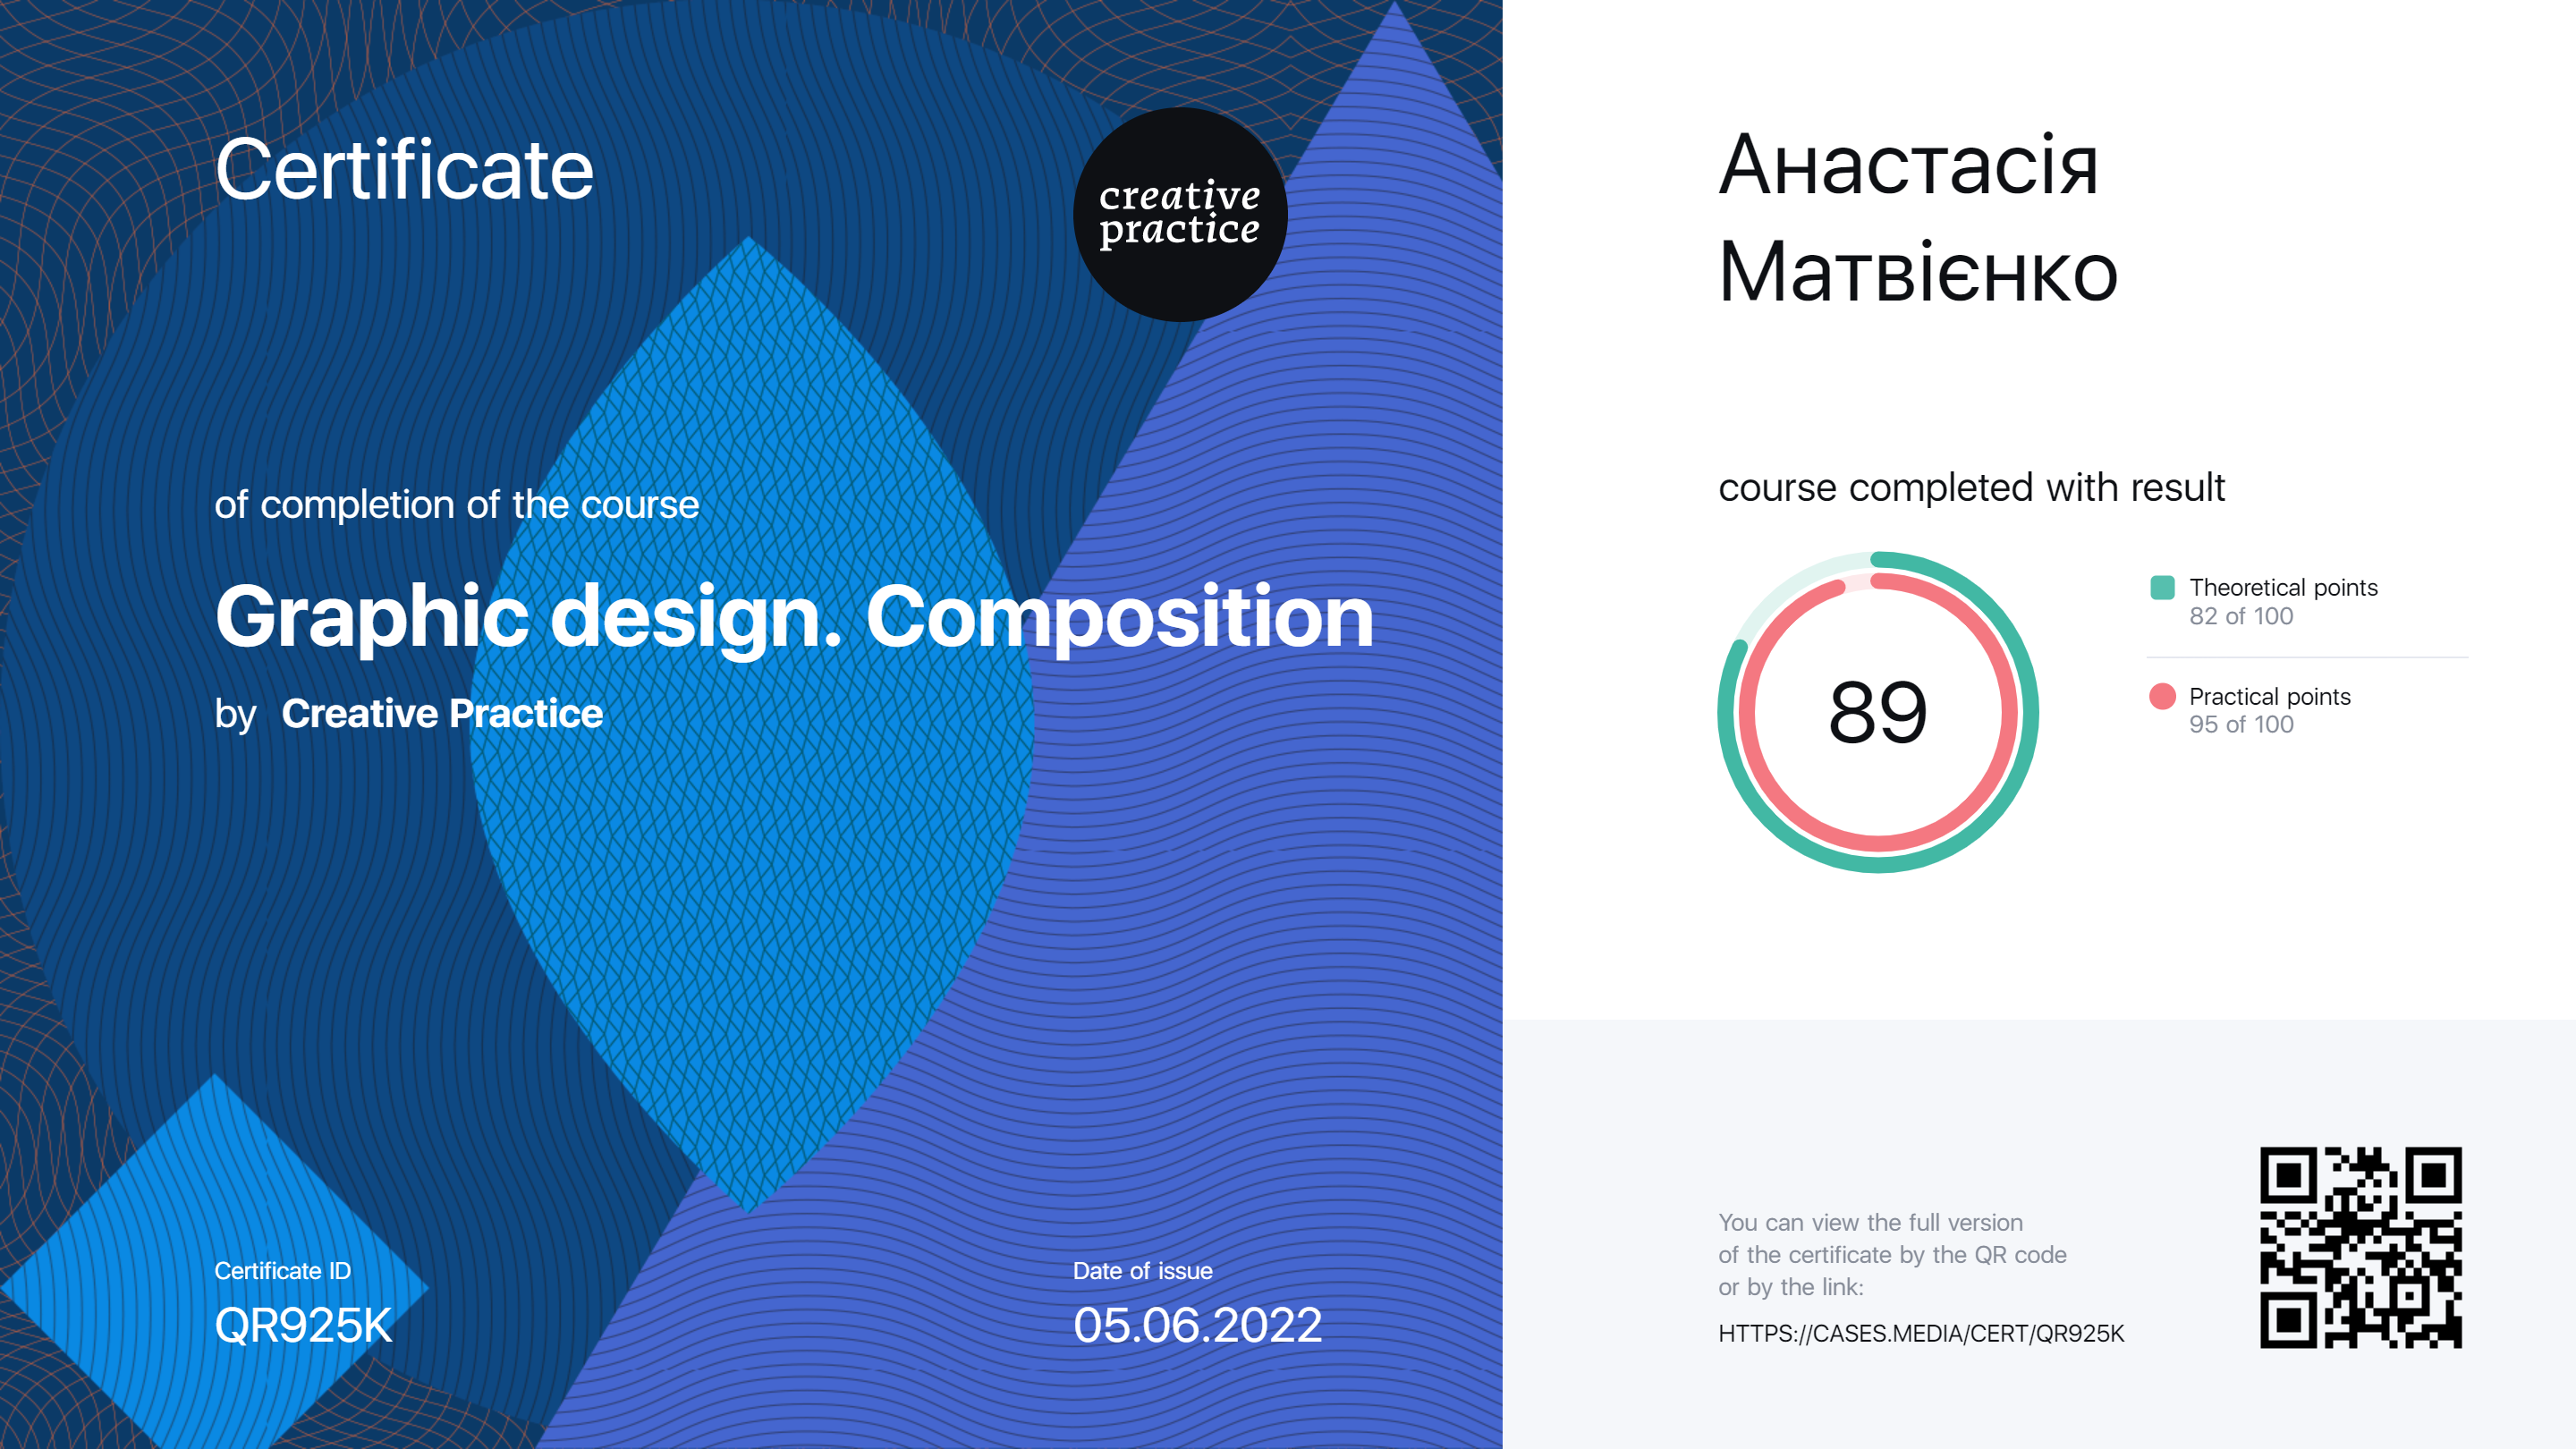 Certificate
creative
practice
of completion of the course
Graphic design. Composition
by Creative Practice
Certificate ID
QR925K
Date of issue
05.06.2022
Анастасія
Матвієнко
course completed with result
89
Theoretical points
82 of 100
Practical points
95 of 100
You can view the full version
of the certificate by the QR code
or by the link:
HTTPS://CASES.MEDIA/CERT/QR925K